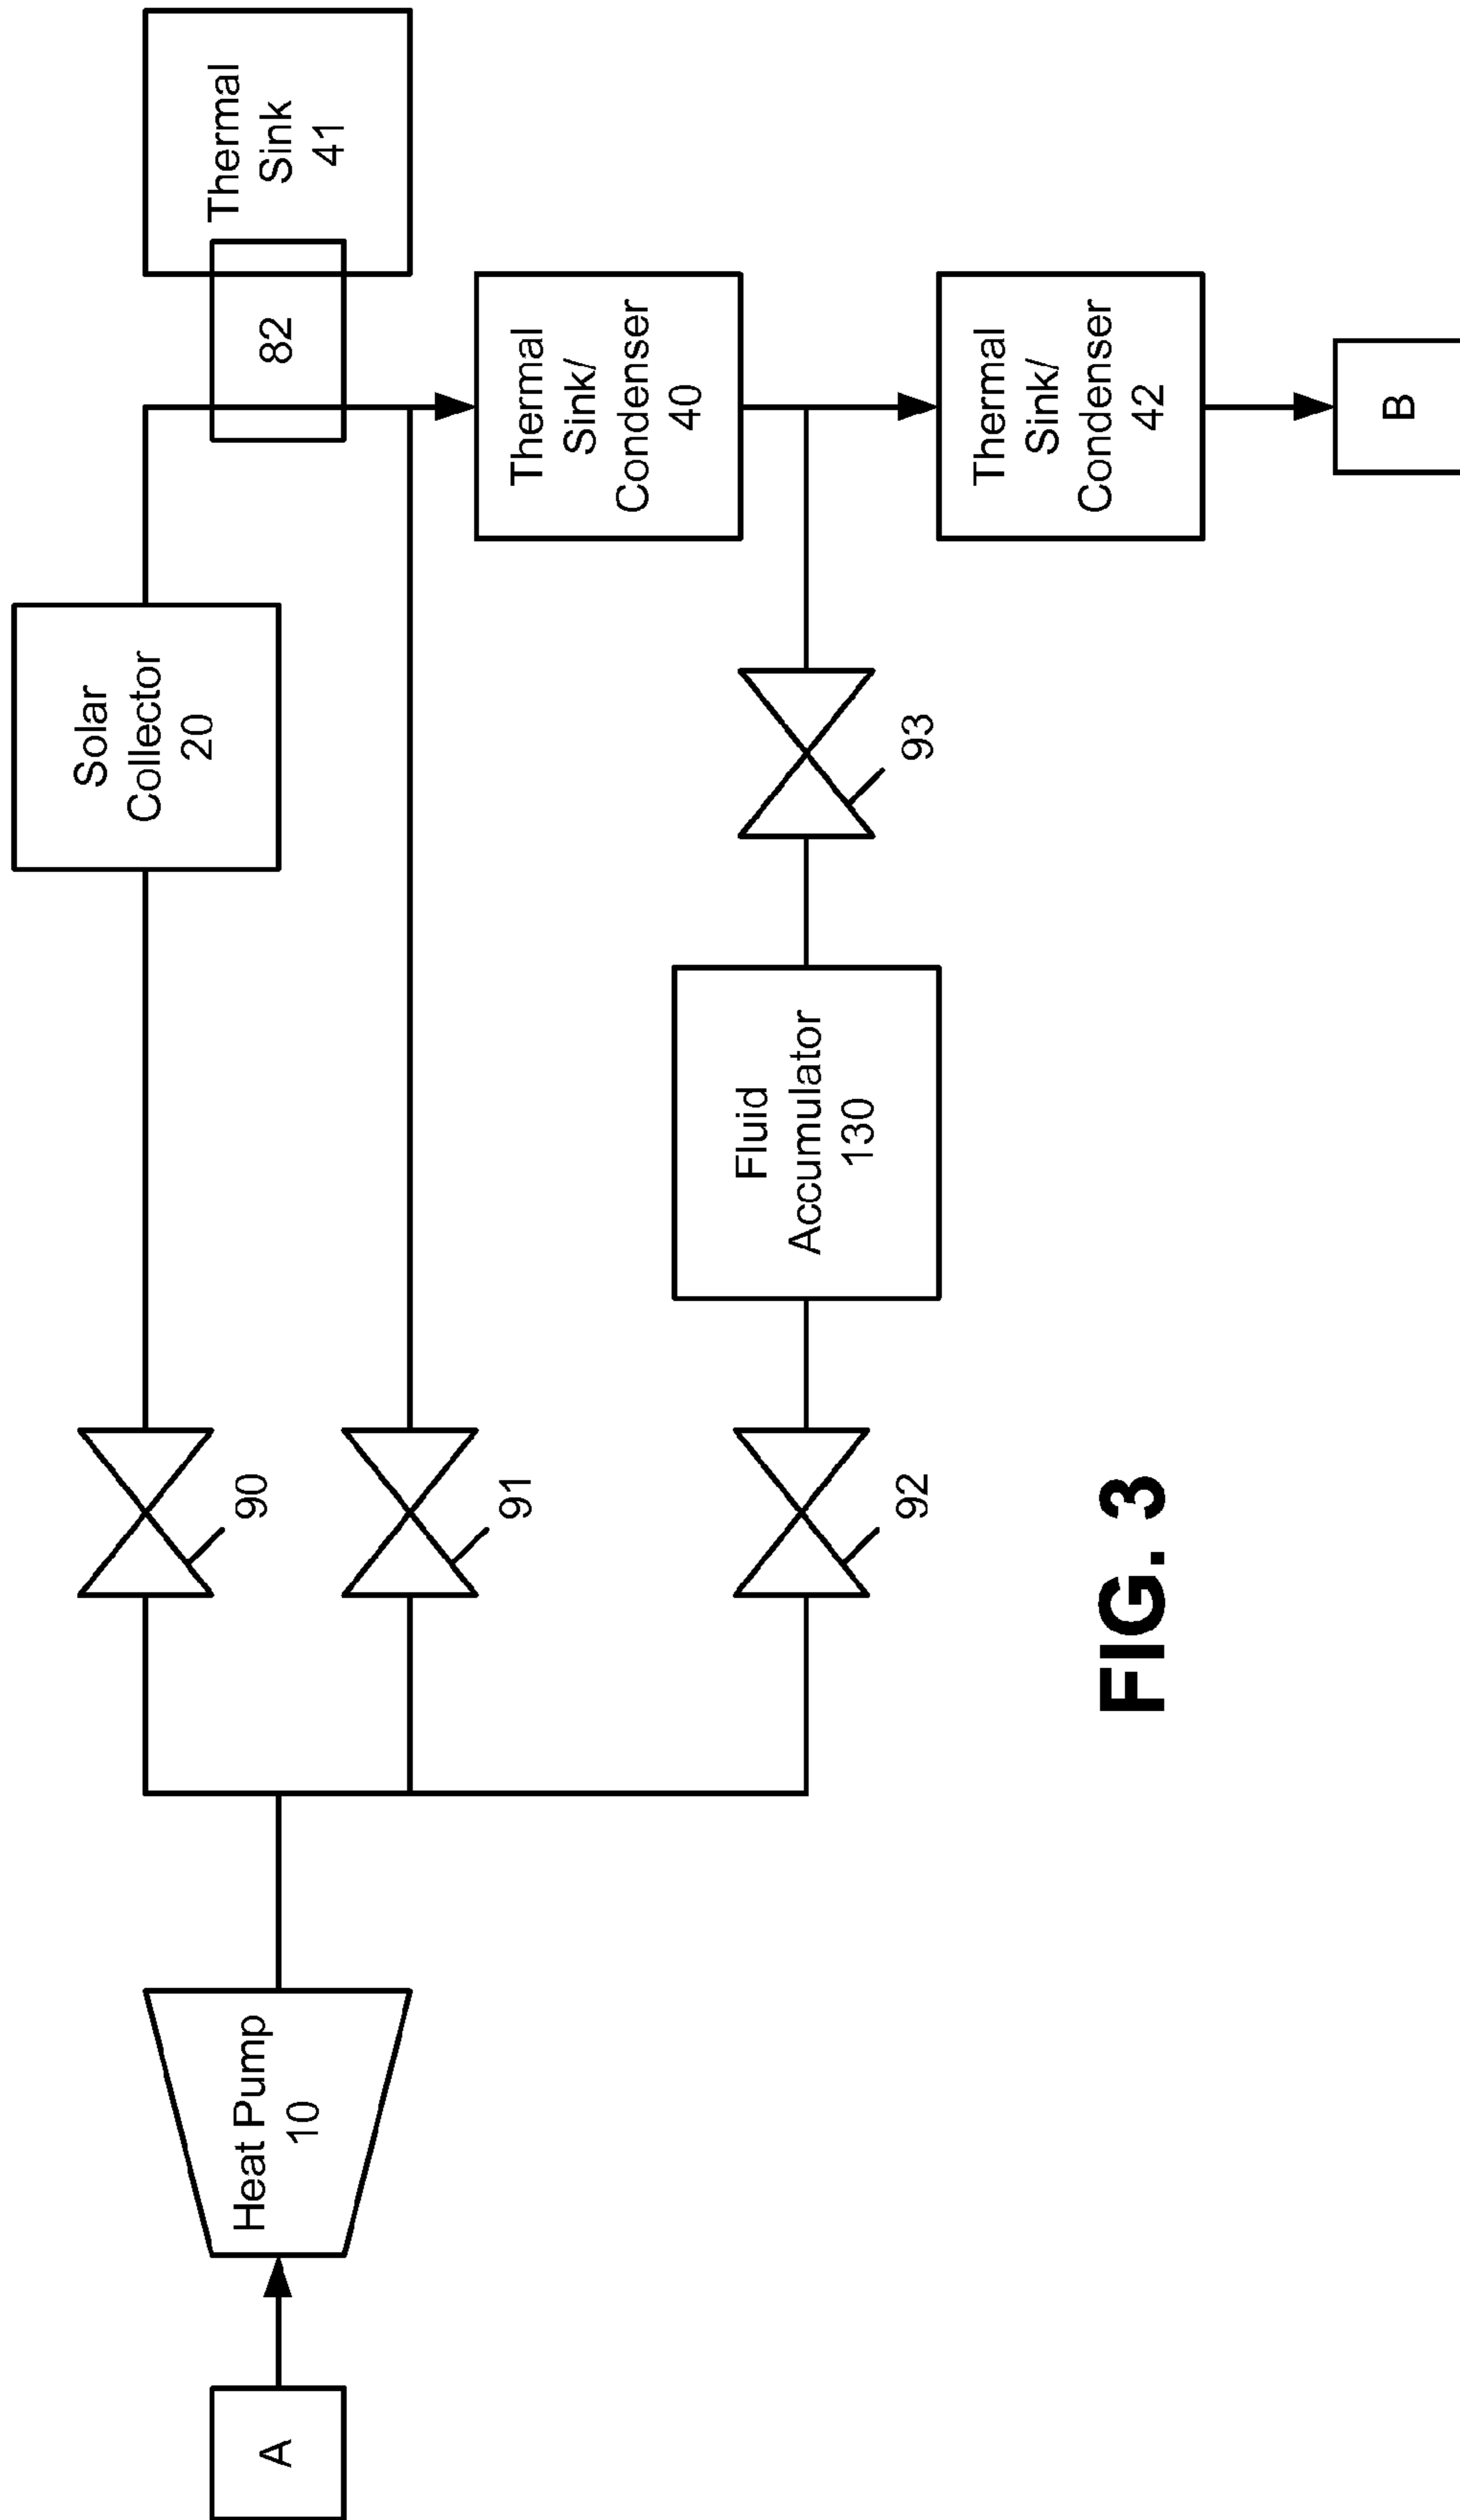 A
Heat Pump
10
90
Solar
Collector
20
82
Thermal
Sink
41
91
Thermal
Sink/
Condenser
40
92
Fluid
Accumulator
130
93
Thermal
Sink/
Condenser
42
B
FIG. 3